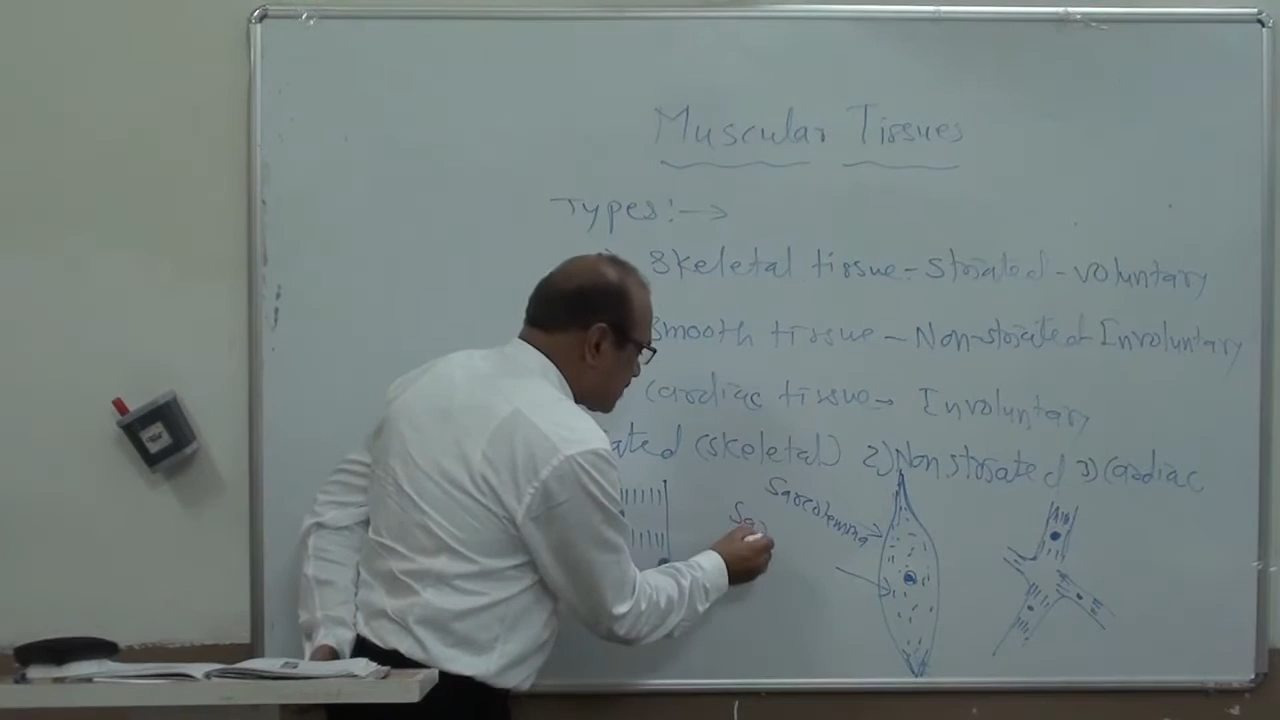 Muscular Tissues
Types:→
Skeletal tissue - Striated - voluntary
Smooth tissue - Non-striated Involuntary
Cardiac tissue → Involuntary
ated (skeletal) 2) Non striated 3) Cardiac
Sarcolemma
Sa